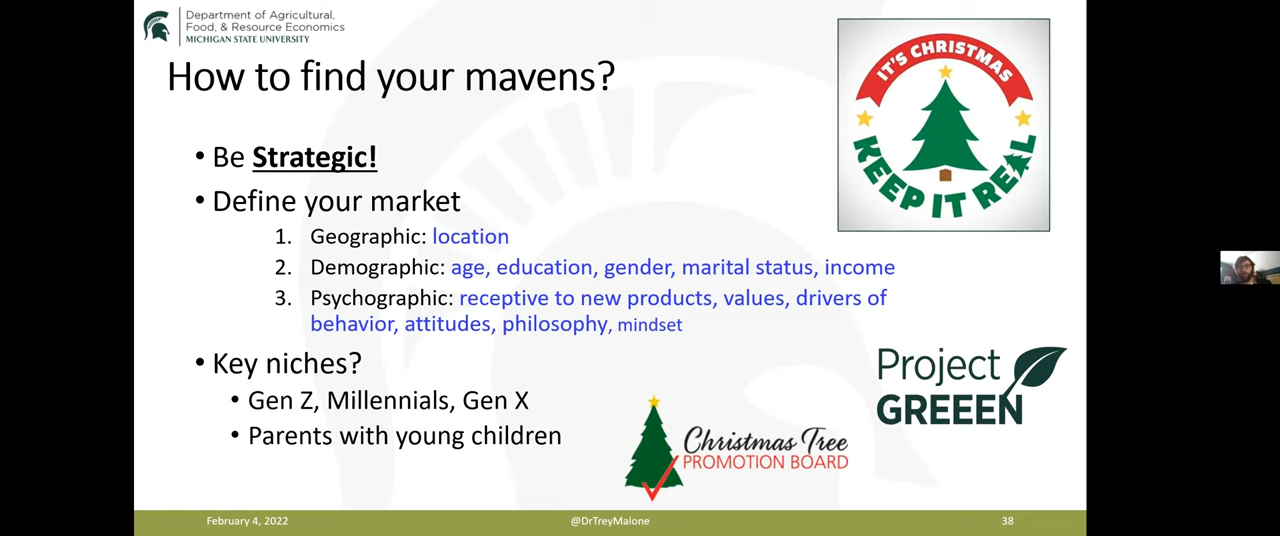 Department of Agricultural,
Food, & Resource Economics
MICHIGAN STATE UNIVERSITY
How to find your mavens?
IT'S CHRISTMAS
KEEP IT REAL
• Be Strategic!
• Define your market
1. Geographic: location
2. Demographic: age, education, gender, marital status, income
3. Psychographic: receptive to new products, values, drivers of
behavior, attitudes, philosophy, mindset
• Key niches?
• Gen Z, Millennials, Gen X
• Parents with young children
Project
GREEEN
Christmas Tree
PROMOTION BOARD
February 4, 2022
@DrTreyMalone
38